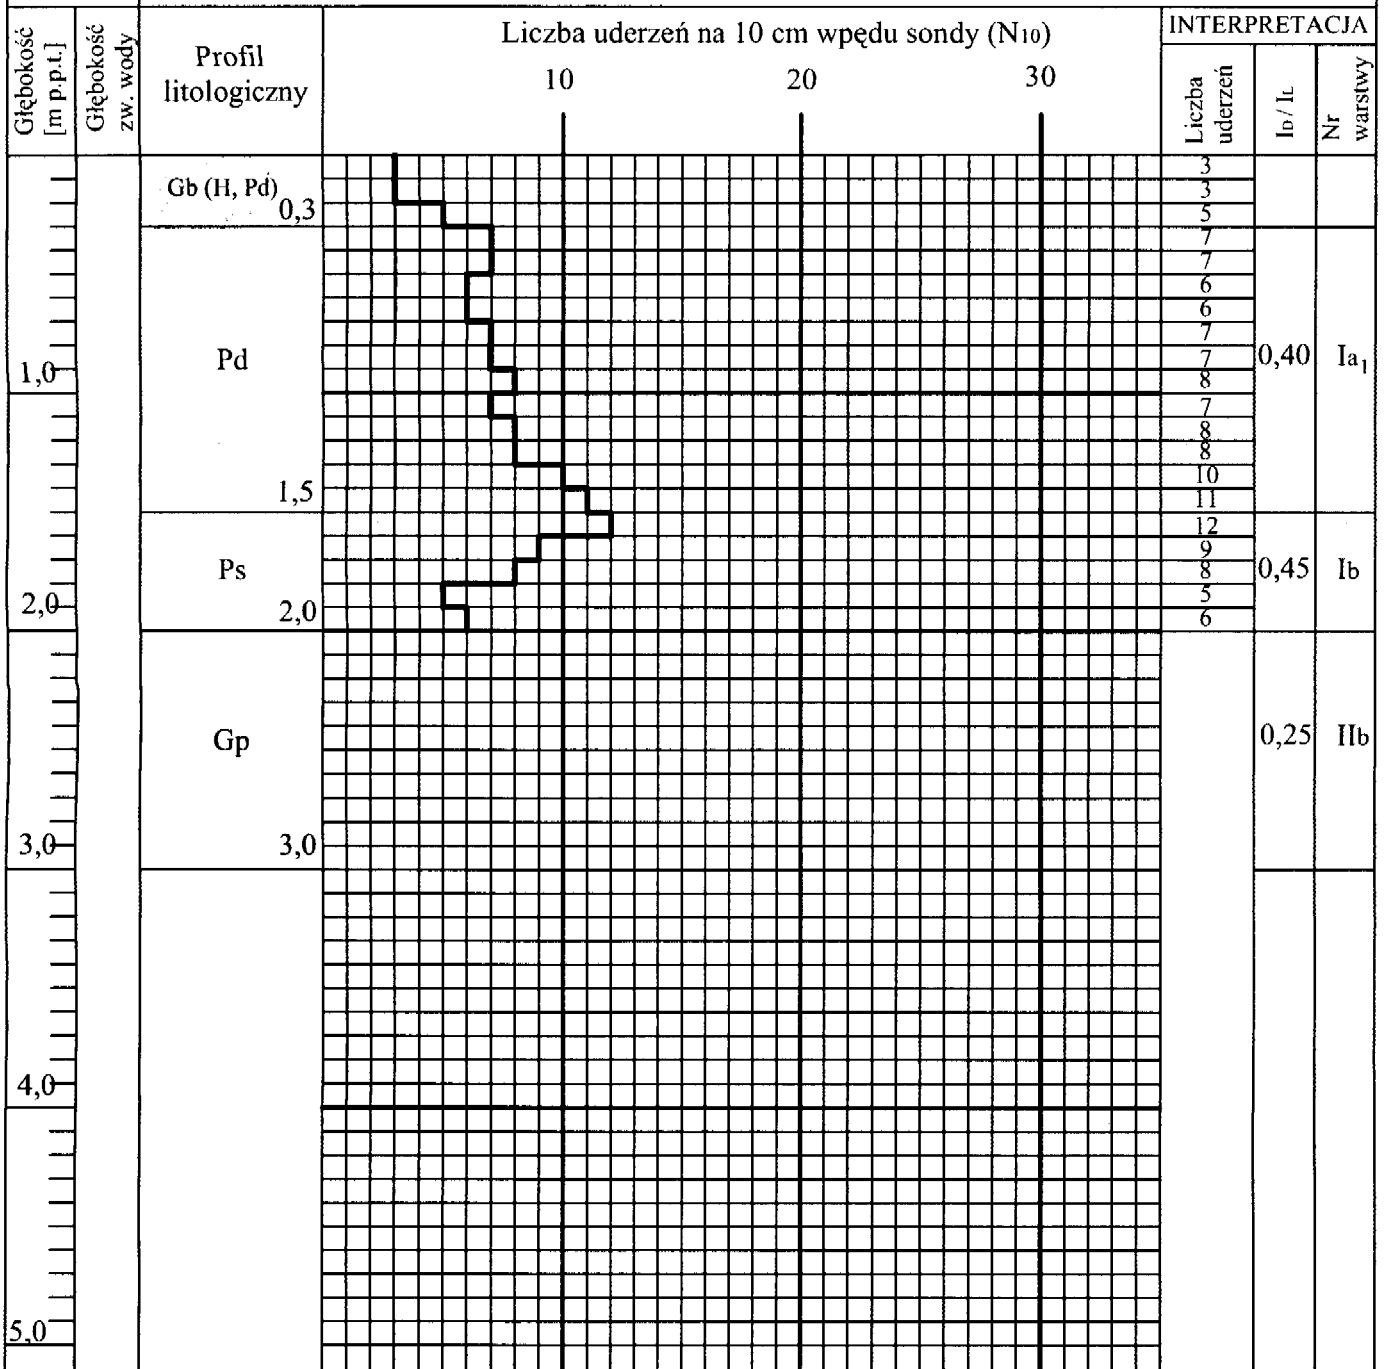 Głębokość
[m p.p.t.]
Głębokość
zw. wody
Profil
litologiczny
Liczba uderzeń na 10 cm wpędu sondy (N10)
10 20 30
INTERPRETACJA
Liczba
uderzeń
ID / IL
Nr
warstwy
Gb (H, Pd)
0,3
3
3
5
7
7
6
6
7
7
8
7
8
8
10
11
Pd
1,0
0,40 Ia1
1,5
12
9
8
5
6
Ps
0,45 Ib
2,0
2,0
Gp
0,25 IIb
3,0
3,0
4,0
5,0